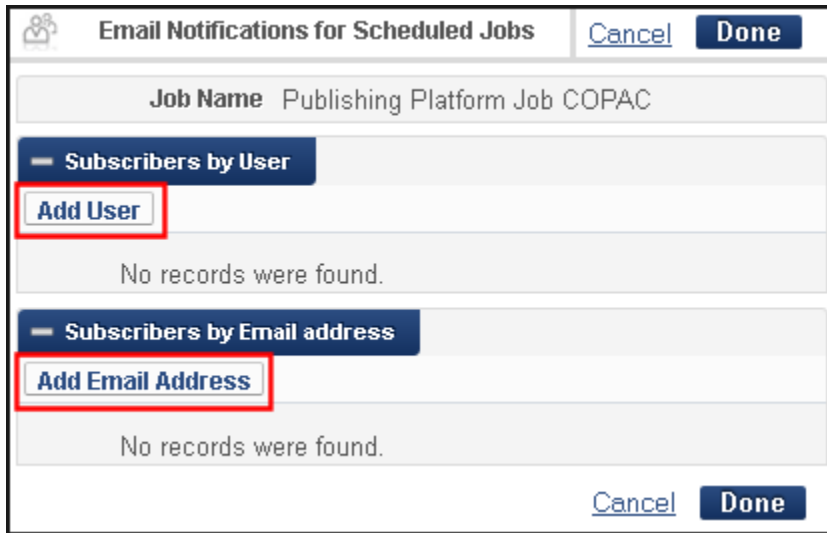 Email Notifications for Scheduled Jobs Cancel Done
Job Name Publishing Platform Job COPAC
Subscribers by User
Add User
No records were found.
Subscribers by Email address
Add Email Address
No records were found.
Cancel Done